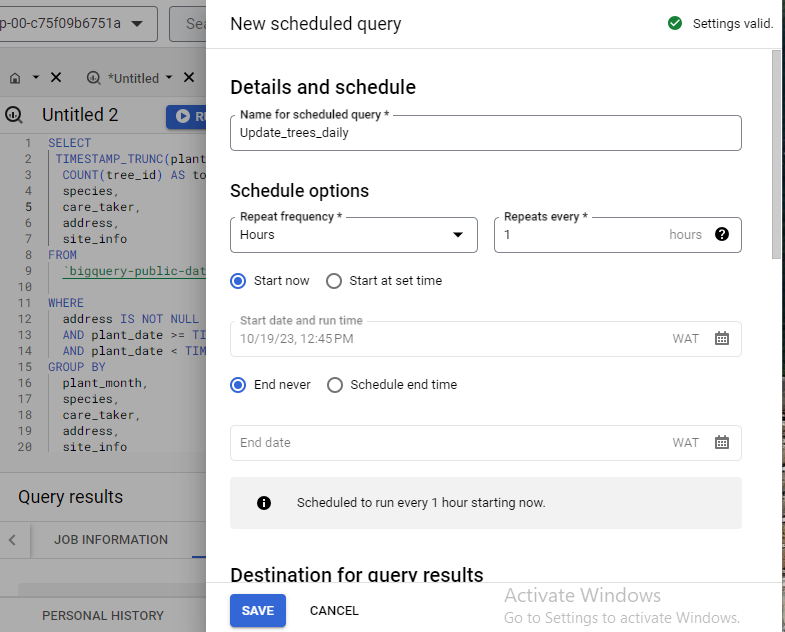 p-00-c75f09b6751a
Sea
*Untitled
Untitled 2
RU
1 SELECT
2 TIMESTAMP_TRUNC(plant
3 COUNT(tree_id) AS to
4 species,
5 care_taker,
6 address,
7 site_info
8 FROM
9 `bigquery-public-dat
10
11 WHERE
12 address IS NOT NULL
13 AND plant_date >= TI
14 AND plant_date < TIM
15 GROUP BY
16 plant_month,
17 species,
18 care_taker,
19 address,
20 site_info
Query results
JOB INFORMATION
PERSONAL HISTORY
New scheduled query
Settings valid.
Details and schedule
Name for scheduled query *
Update_trees_daily
Schedule options
Repeat frequency *
Hours
Repeats every *
1 hours
Start now Start at set time
Start date and run time
10/19/23, 12:45 PM WAT
End never Schedule end time
End date WAT
Scheduled to run every 1 hour starting now.
Destination for query results
SAVE CANCEL
Activate Windows
Go to Settings to activate Windows.